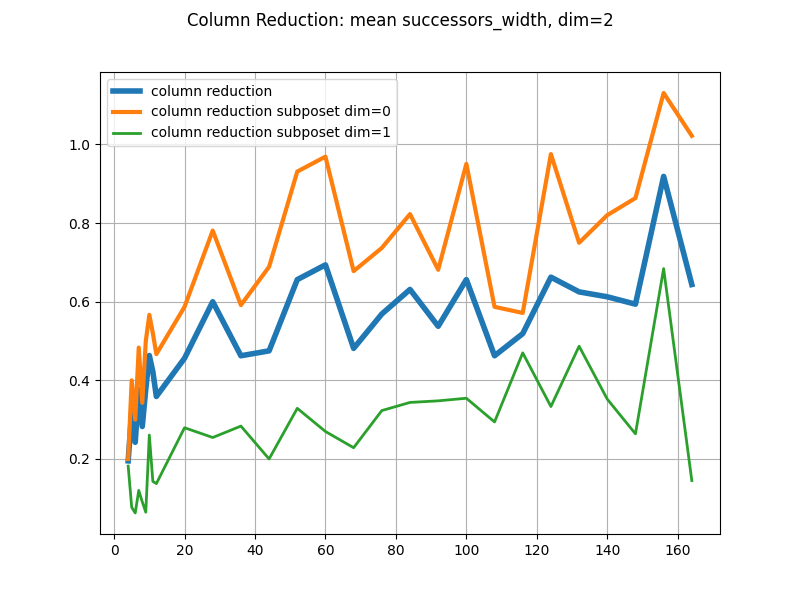 Column Reduction: mean successors_width, dim=2
column reduction
column reduction subposet dim=0
column reduction subposet dim=1
1.0
0.8
0.6
0.4
0.2
0 20 40 60 80 100 120 140 160